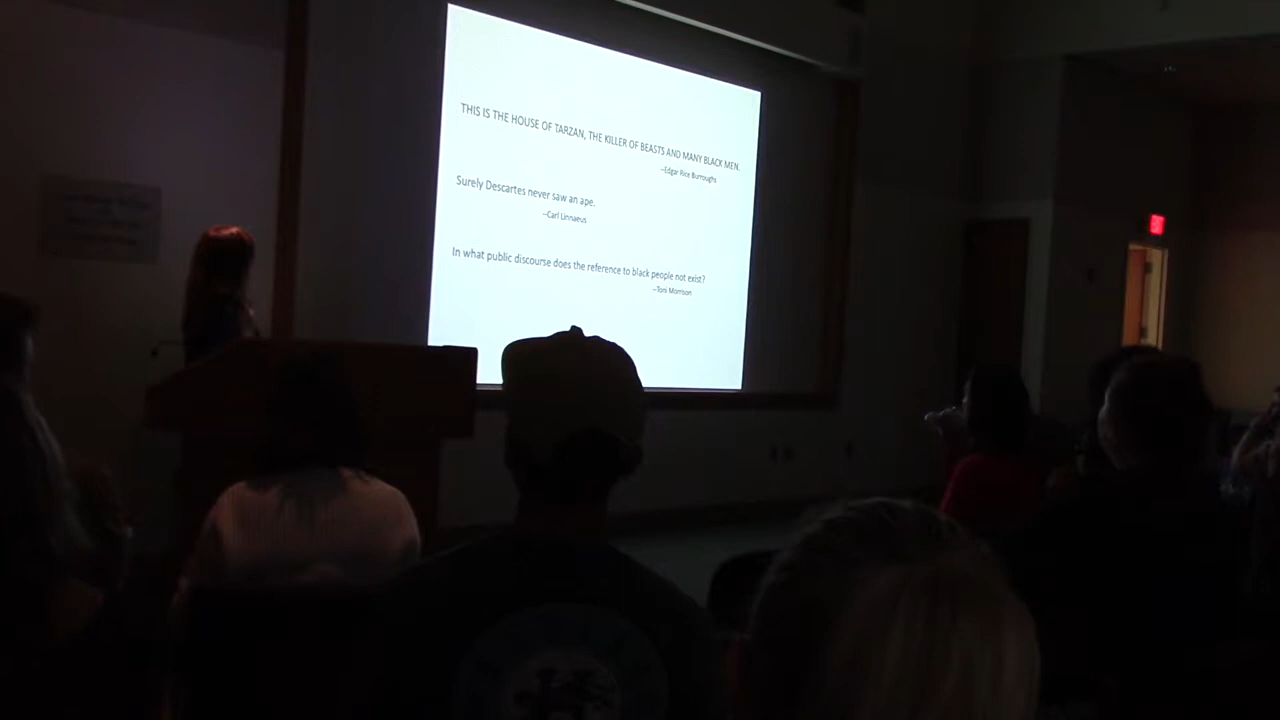 THIS IS THE HOUSE OF TARZAN, THE KILLER OF BEASTS AND MANY BLACK MEN.
--Edgar Rice Burroughs
Surely Descartes never saw an ape.
--Carl Linnaeus
In what public discourse does the reference to black people not exist?
--Toni Morrison